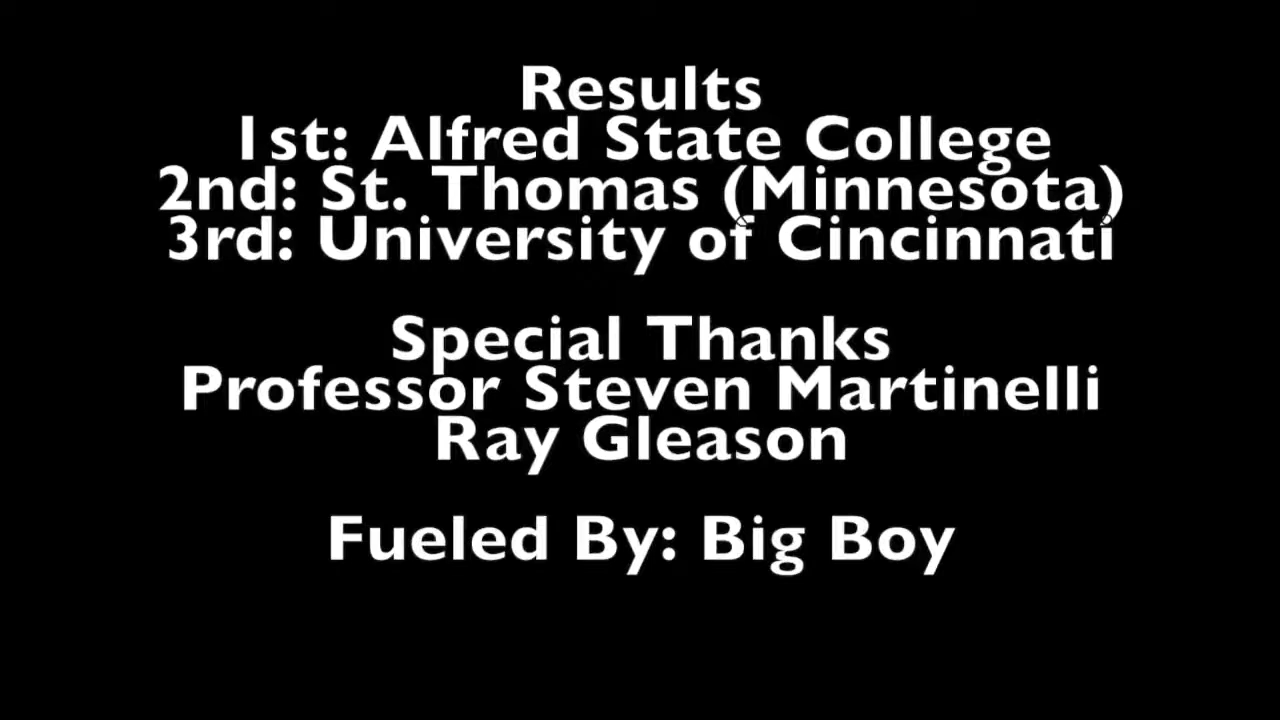 Results
1st: Alfred State College
2nd: St. Thomas (Minnesota)
3rd: University of Cincinnati
Special Thanks
Professor Steven Martinelli
Ray Gleason
Fueled By: Big Boy